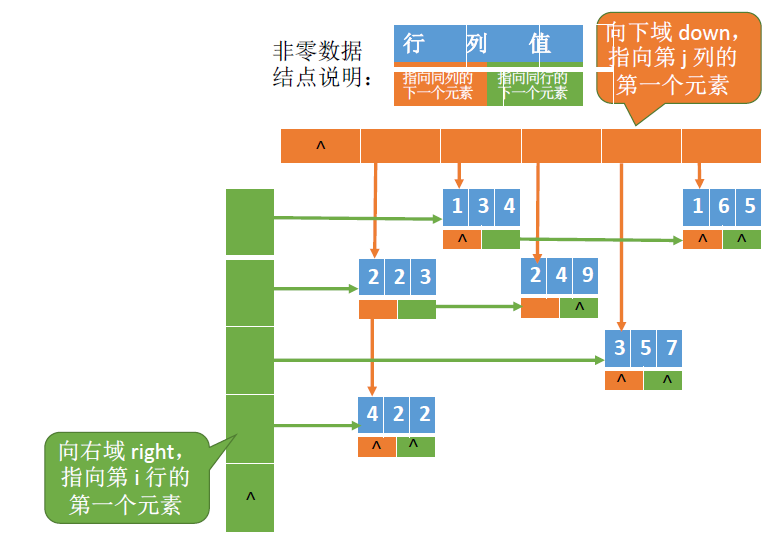 非零数据
结点说明：
行 列 值
指向同列的
下一个元素
指向同行的
下一个元素
向下域 down，
指向第 j 列的
第一个元素
^
1 3 4
^
1 6 5
^ ^
2 2 3
2 4 9
^
3 5 7
^ ^
4 2 2
^ ^
向右域 right，
指向第 i 行的
第一个元素
^